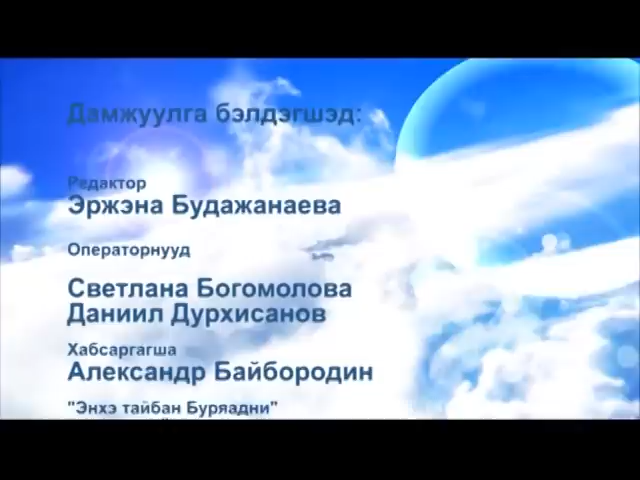 Дамжуулга бэлдэгшэд:
Редактор
Эржэна Будажанаева
Операторнууд
Светлана Богомолова
Даниил Дурхисанов
Хабсаргагша
Александр Байбородин
"Энхэ тайбан Буряадни"